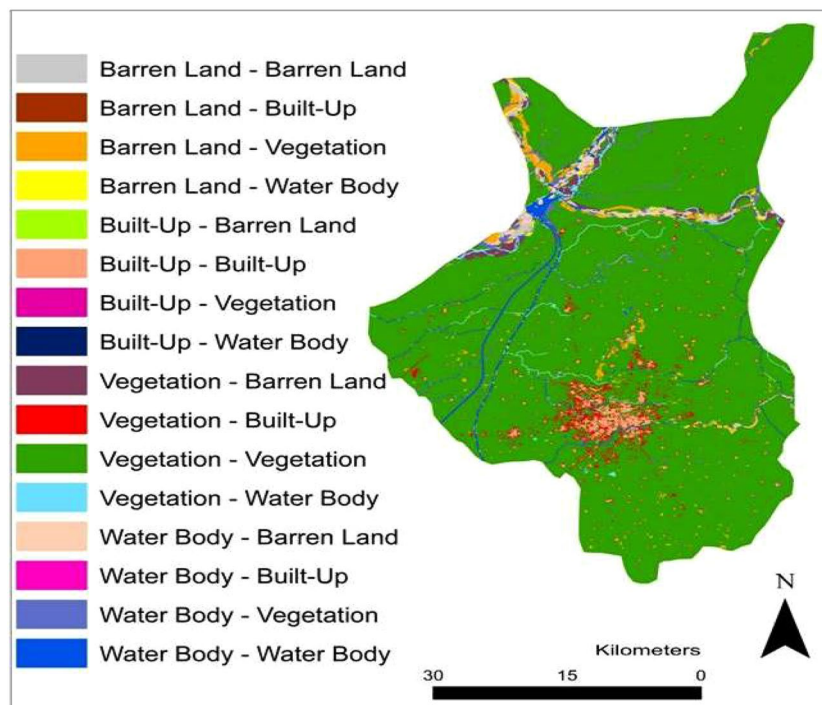 Barren Land - Barren Land
Barren Land - Built-Up
Barren Land - Vegetation
Barren Land - Water Body
Built-Up - Barren Land
Built-Up - Built-Up
Built-Up - Vegetation
Built-Up - Water Body
Vegetation - Barren Land
Vegetation - Built-Up
Vegetation - Vegetation
Vegetation - Water Body
Water Body - Barren Land
Water Body - Built-Up
Water Body - Vegetation
Water Body - Water Body
N
Kilometers
30 15 0